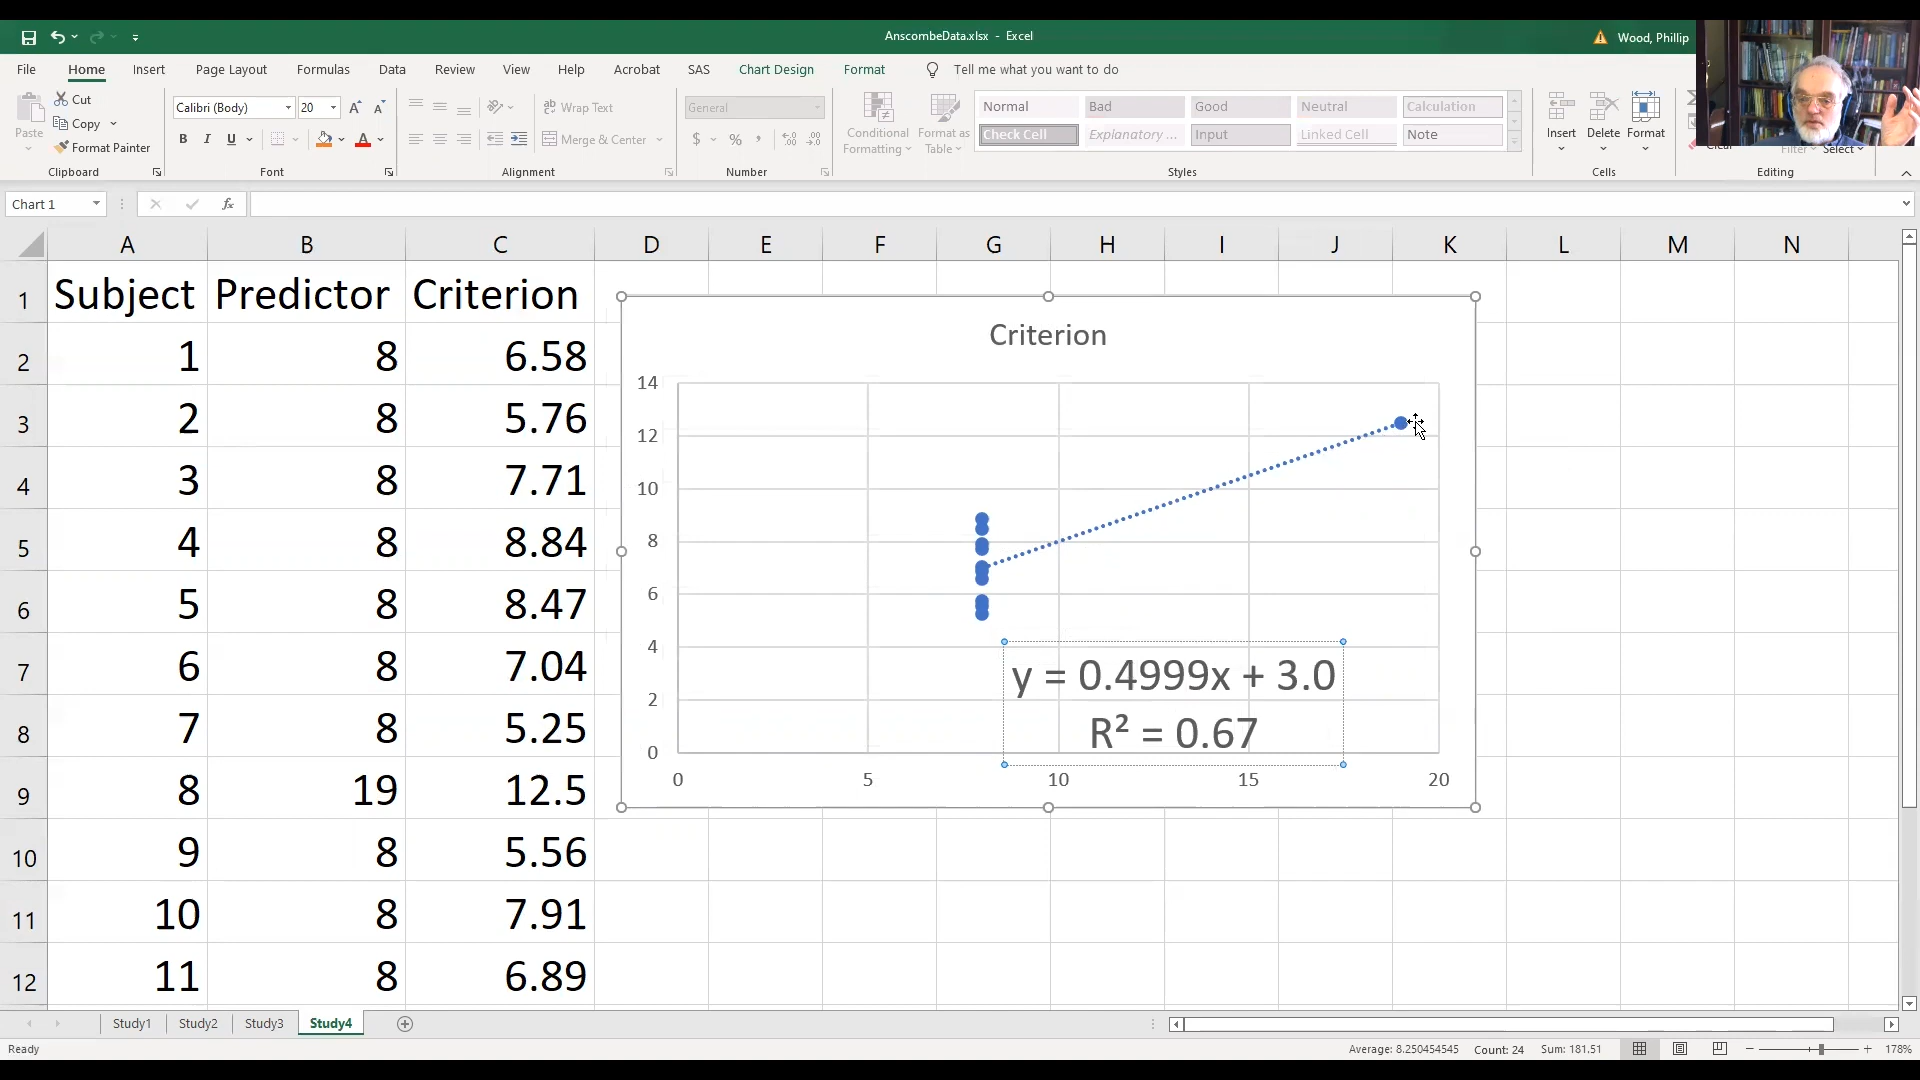 AnscombeData.xlsx - Excel
Wood, Phillip
File Home Insert Page Layout Formulas Data Review View Help Acrobat SAS Chart Design Format Tell me what you want to do
Paste
Cut
Copy
Format Painter
Clipboard
Calibri (Body) 20
B I U
Font
Wrap Text
Merge & Center
Alignment
General
$ % ,
Number
Conditional Formatting
Format as Table
Normal Bad Good Neutral Calculation
Check Cell Explanatory ... Input Linked Cell Note
Styles
Insert Delete Format
Cells
Clear
Filter Select
Editing
Chart 1
fx
A B C D E F G H I J K L M N
1 Subject Predictor Criterion
2 1 8 6.58
3 2 8 5.76
4 3 8 7.71
5 4 8 8.84
6 5 8 8.47
7 6 8 7.04
8 7 8 5.25
9 8 19 12.5
10 9 8 5.56
11 10 8 7.91
12 11 8 6.89
Criterion
14
12
10
8
6
4
2
0
0 5 10 15 20
y = 0.4999x + 3.0
R² = 0.67
Study1 Study2 Study3 Study4
Ready
Average: 8.250454545 Count: 24 Sum: 181.51
178%